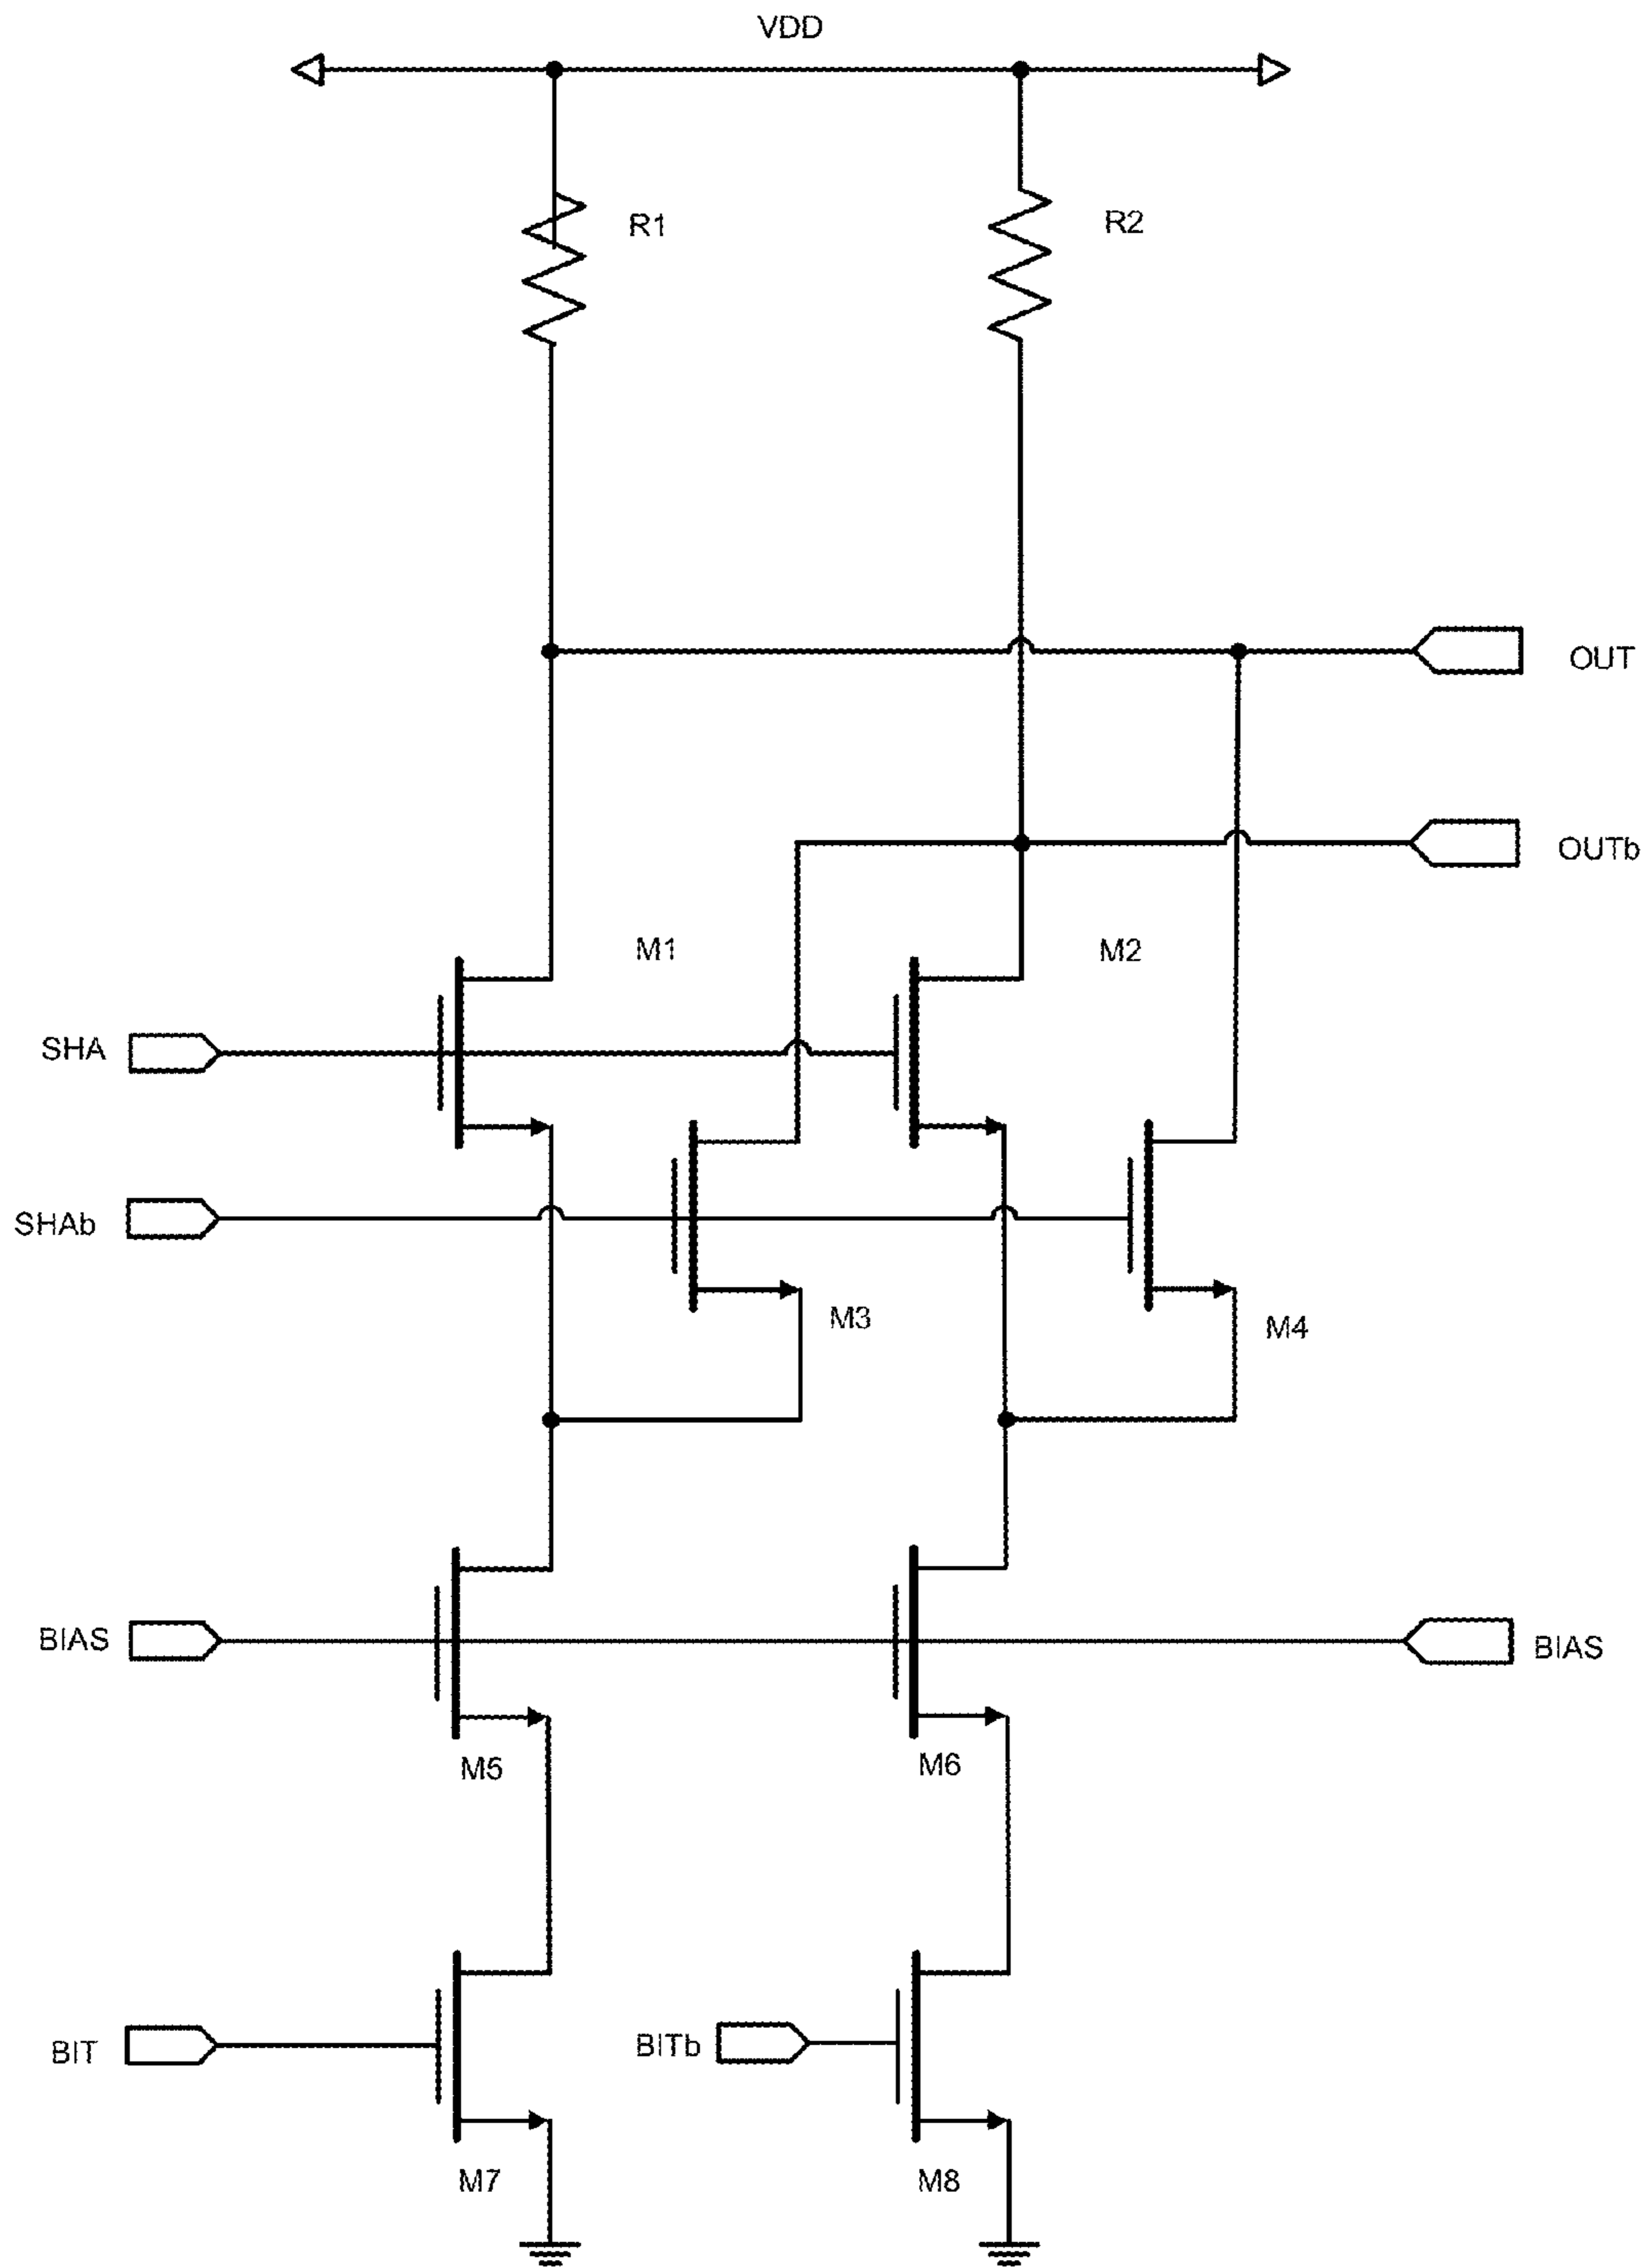 VDD
R1
R2
OUT
OUTb
M1
M2
SHA
SHAb
M3
M4
BIAS
BIAS
M5
M6
BIT
BITb
M7
M8